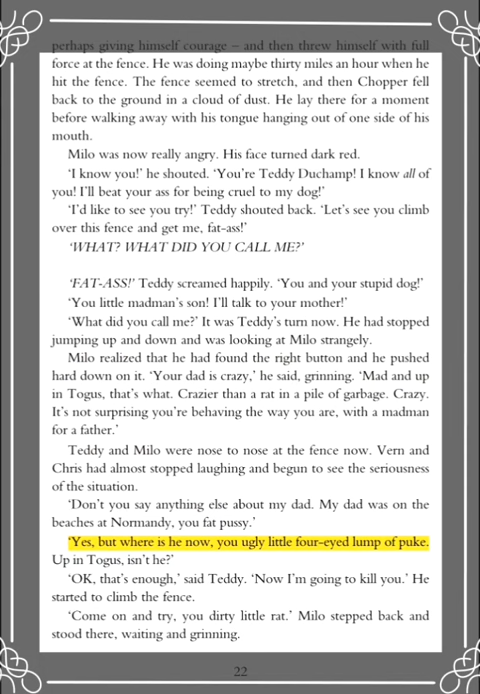 perhaps giving himself courage – and then threw himself with full
force at the fence. He was doing maybe thirty miles an hour when he
hit the fence. The fence seemed to stretch, and then Chopper fell
back to the ground in a cloud of dust. He lay there for a moment
before walking away with his tongue hanging out of one side of his
mouth.
Milo was now really angry. His face turned dark red.
‘I know you!’ he shouted. ‘You’re Teddy Duchamp! I know all of
you! I’ll beat your ass for being cruel to my dog!’
‘I’d like to see you try!’ Teddy shouted back. ‘Let’s see you climb
over this fence and get me, fat-ass!’
‘WHAT? WHAT DID YOU CALL ME?’
‘FAT-ASS!’ Teddy screamed happily. ‘You and your stupid dog!’
‘You little madman’s son! I’ll talk to your mother!’
‘What did you call me?’ It was Teddy’s turn now. He had stopped
jumping up and down and was looking at Milo strangely.
Milo realized that he had found the right button and he pushed
hard down on it. ‘Your dad is crazy,’ he said, grinning. ‘Mad and up
in Togus, that’s what. Crazier than a rat in a pile of garbage. Crazy.
It’s not surprising you’re behaving the way you are, with a madman
for a father.’
Teddy and Milo were nose to nose at the fence now. Vern and
Chris had almost stopped laughing and begun to see the seriousness
of the situation.
‘Don’t you say anything else about my dad. My dad was on the
beaches at Normandy, you fat pussy.’
‘Yes, but where is he now, you ugly little four-eyed lump of puke.
Up in Togus, isn’t he?’
‘OK, that’s enough,’ said Teddy. ‘Now I’m going to kill you.’ He
started to climb the fence.
‘Come on and try, you dirty little rat.’ Milo stepped back and
stood there, waiting and grinning.
22